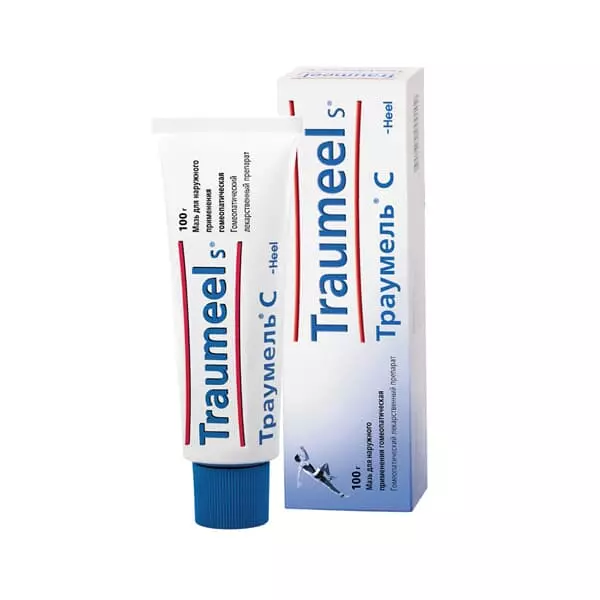 100 г
Мазь для наружного
применения гомеопатическая
Гомеопатический
лекарственный препарат
Traumeel S®
Траумель® С
-Heel
Traumeel
Traumeel S®
Траумель® С
-Heel
100 г
Мазь для наружного
применения гомеопатическая
Гомеопатический лекарственный препарат